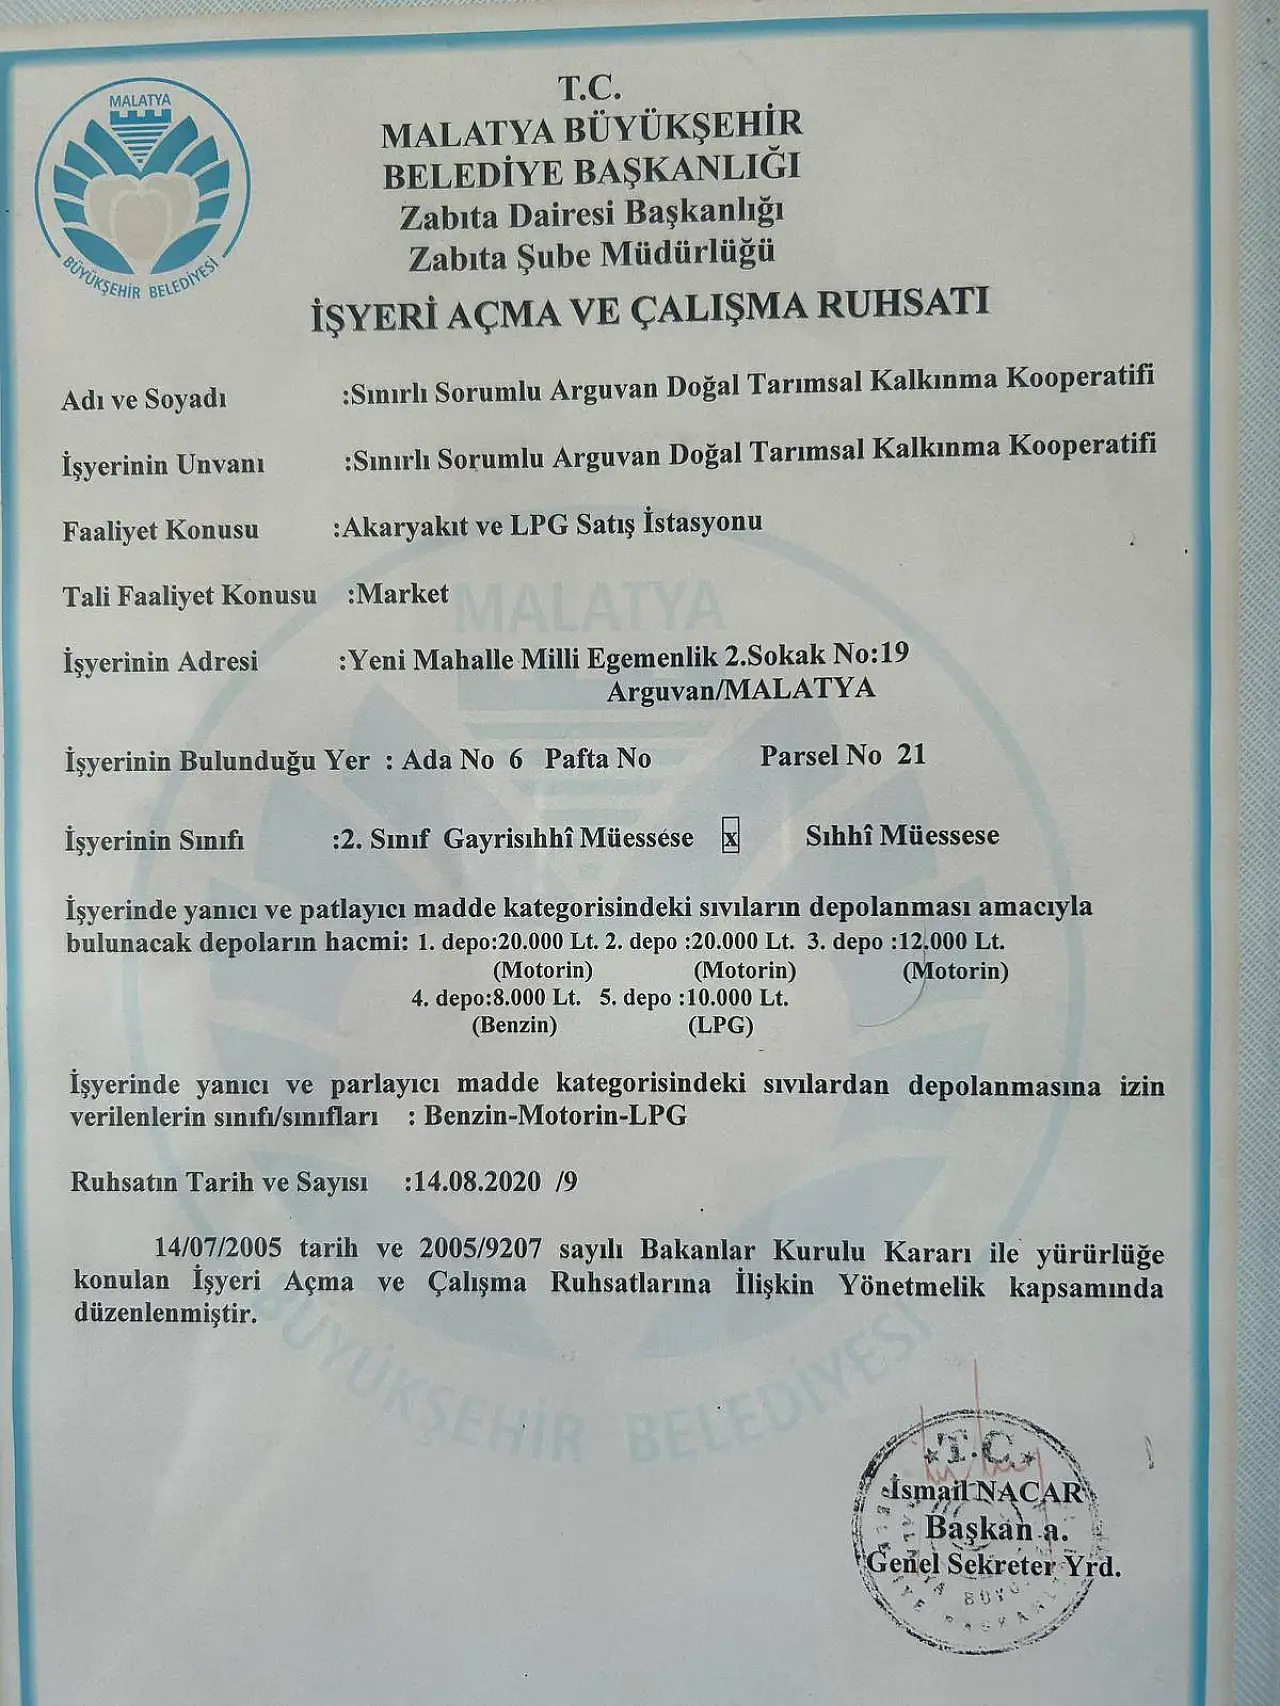 MALATYA
BÜYÜKŞEHİR BELEDİYESİ
T.C.
MALATYA BÜYÜKŞEHİR
BELEDİYE BAŞKANLIĞI
Zabıta Dairesi Başkanlığı
Zabıta Şube Müdürlüğü
İŞYERİ AÇMA VE ÇALIŞMA RUHSATI
Adı ve Soyadı :Sınırlı Sorumlu Arguvan Doğal Tarımsal Kalkınma Kooperatifi
İşyerinin Unvanı :Sınırlı Sorumlu Arguvan Doğal Tarımsal Kalkınma Kooperatifi
Faaliyet Konusu :Akaryakıt ve LPG Satış İstasyonu
Tali Faaliyet Konusu :Market
MALATYA
İşyerinin Adresi :Yeni Mahalle Milli Egemenlik 2.Sokak No:19
Arguvan/MALATYA
İşyerinin Bulunduğu Yer : Ada No 6 Pafta No Parsel No 21
İşyerinin Sınıfı :2. Sınıf Gayrisıhhî Müessese x Sıhhî Müessese
İşyerinde yanıcı ve patlayıcı madde kategorisindeki sıvıların depolanması amacıyla
bulunacak depoların hacmi: 1. depo:20.000 Lt. 2. depo :20.000 Lt. 3. depo :12.000 Lt.
(Motorin) (Motorin) (Motorin)
4. depo:8.000 Lt. 5. depo :10.000 Lt.
(Benzin) (LPG)
İşyerinde yanıcı ve parlayıcı madde kategorisindeki sıvılardan depolanmasına izin
verilenlerin sınıfı/sınıfları : Benzin-Motorin-LPG
Ruhsatın Tarih ve Sayısı :14.08.2020 /9
14/07/2005 tarih ve 2005/9207 sayılı Bakanlar Kurulu Kararı ile yürürlüğe
konulan İşyeri Açma ve Çalışma Ruhsatlarına İlişkin Yönetmelik kapsamında
düzenlenmiştir.
BÜYÜKŞEHİR BELEDİYESİ
T.C.
İsmail NACAR
Başkan a.
Genel Sekreter Yrd.